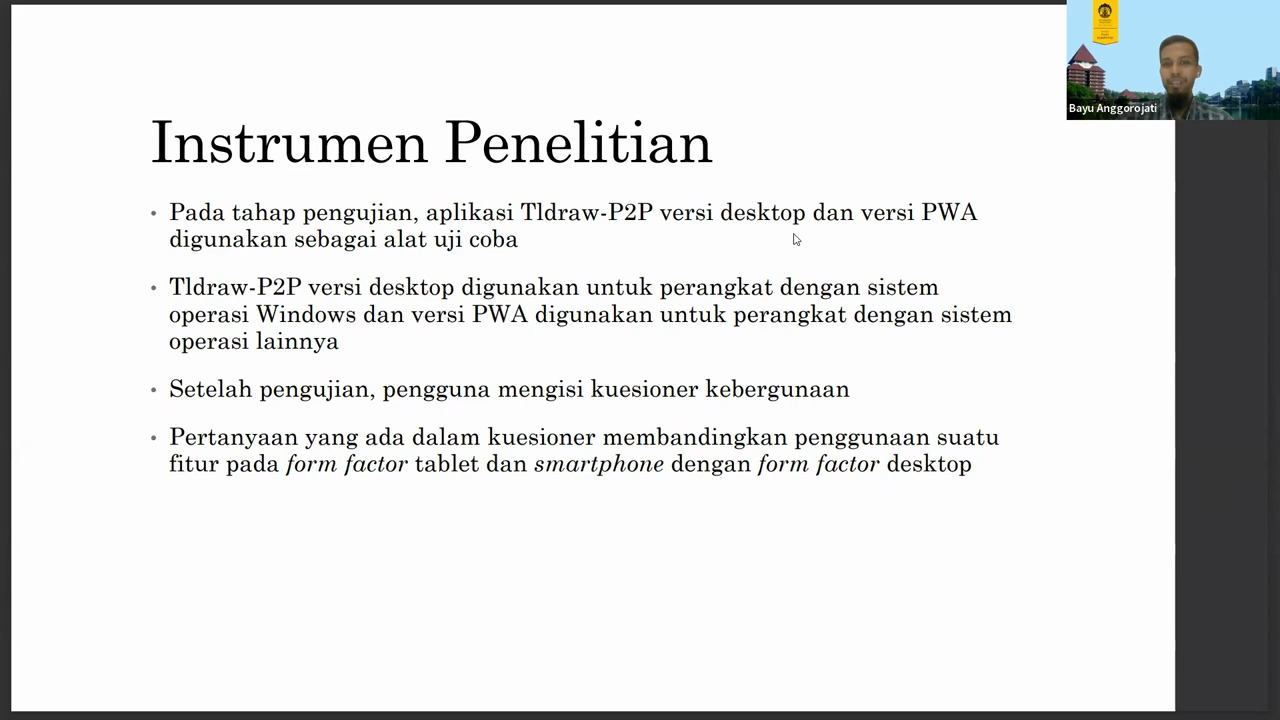 Bayu Anggorojati
Instrumen Penelitian
• Pada tahap pengujian, aplikasi Tldraw-P2P versi desktop dan versi PWA
digunakan sebagai alat uji coba
• Tldraw-P2P versi desktop digunakan untuk perangkat dengan sistem
operasi Windows dan versi PWA digunakan untuk perangkat dengan sistem
operasi lainnya
• Setelah pengujian, pengguna mengisi kuesioner kebergunaan
• Pertanyaan yang ada dalam kuesioner membandingkan penggunaan suatu
fitur pada form factor tablet dan smartphone dengan form factor desktop